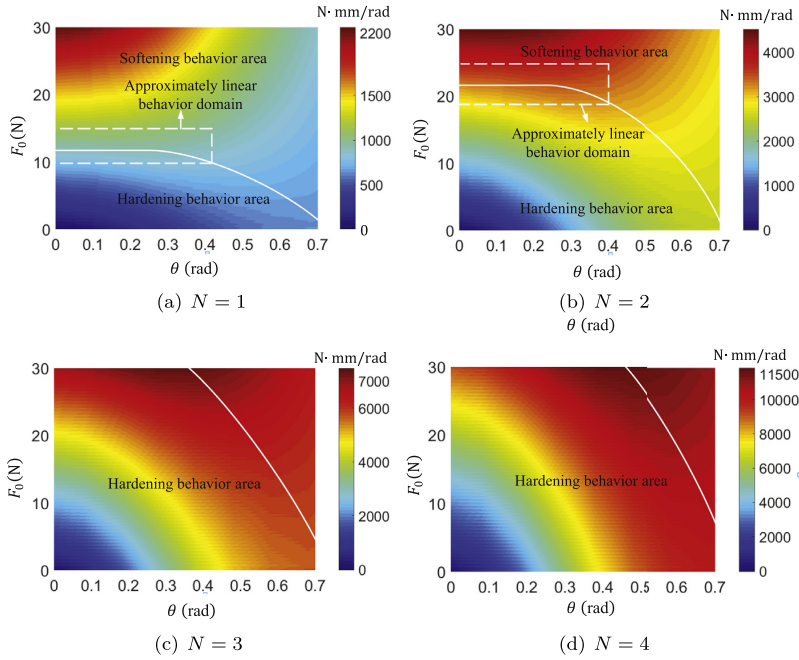 N· mm/rad
30
20
10
0
F0(N)
Softening behavior area
Approximately linear
behavior domain
Hardening behavior area
0 0.1 0.2 0.3 0.4 0.5 0.6 0.7
θ (rad)
2200
1500
1000
500
0
(a) N = 1
N· mm/rad
30
20
10
0
F0(N)
Softening behavior area
Approximately linear
behavior domain
Hardening behavior area
0 0.1 0.2 0.3 0.4 0.5 0.6 0.7
θ (rad)
4000
3000
2000
1000
0
(b) N = 2
θ (rad)
N· mm/rad
30
20
10
0
F0(N)
Hardening behavior area
0 0.1 0.2 0.3 0.4 0.5 0.6 0.7
θ (rad)
7000
6000
4000
2000
0
(c) N = 3
N· mm/rad
30
20
10
0
F0(N)
Hardening behavior area
0 0.1 0.2 0.3 0.4 0.5 0.6 0.7
θ (rad)
11500
10000
8000
6000
4000
2000
0
(d) N = 4